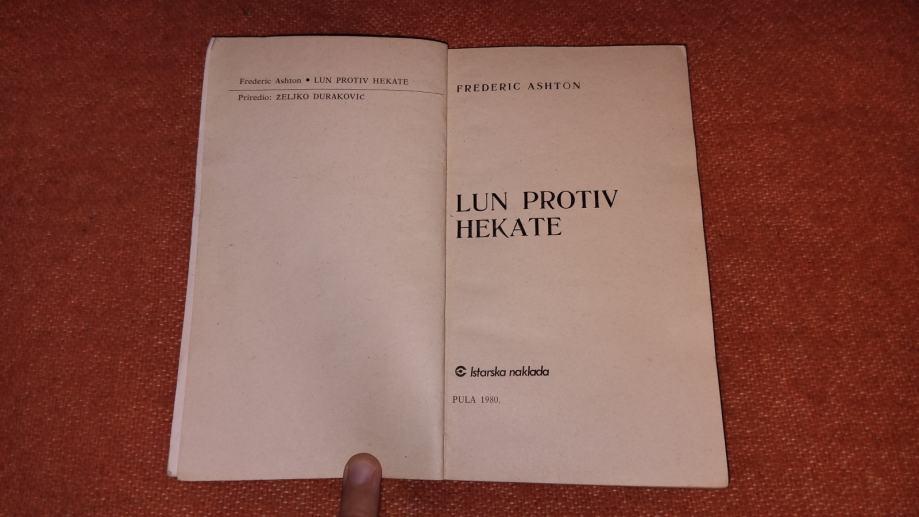 Frederic Ashton • LUN PROTIV HEKATE
Priredio: ŽELJKO DURAKOVIĆ
FREDERIC ASHTON
LUN PROTIV
HEKATE
Istarska naklada
PULA 1980.